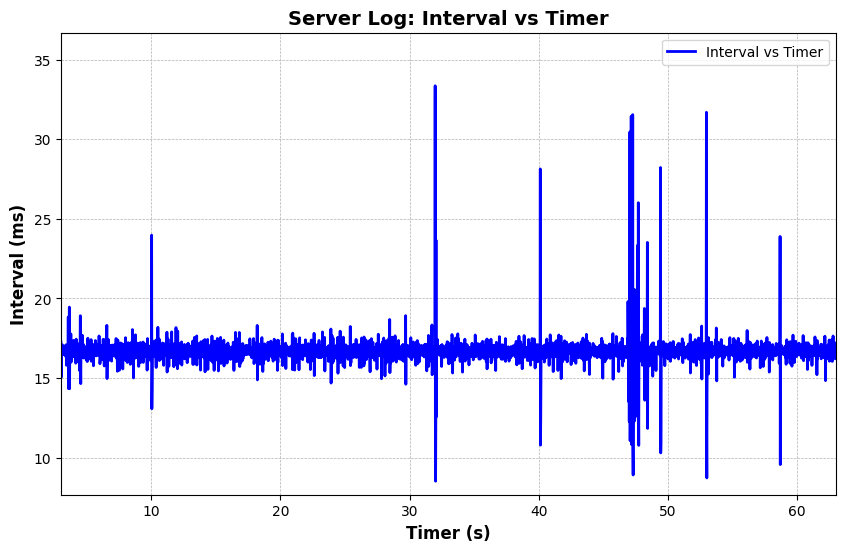 Server Log: Interval vs Timer
Interval vs Timer
35
30
25
20
15
10
Interval (ms)
10 20 30 40 50 60
Timer (s)